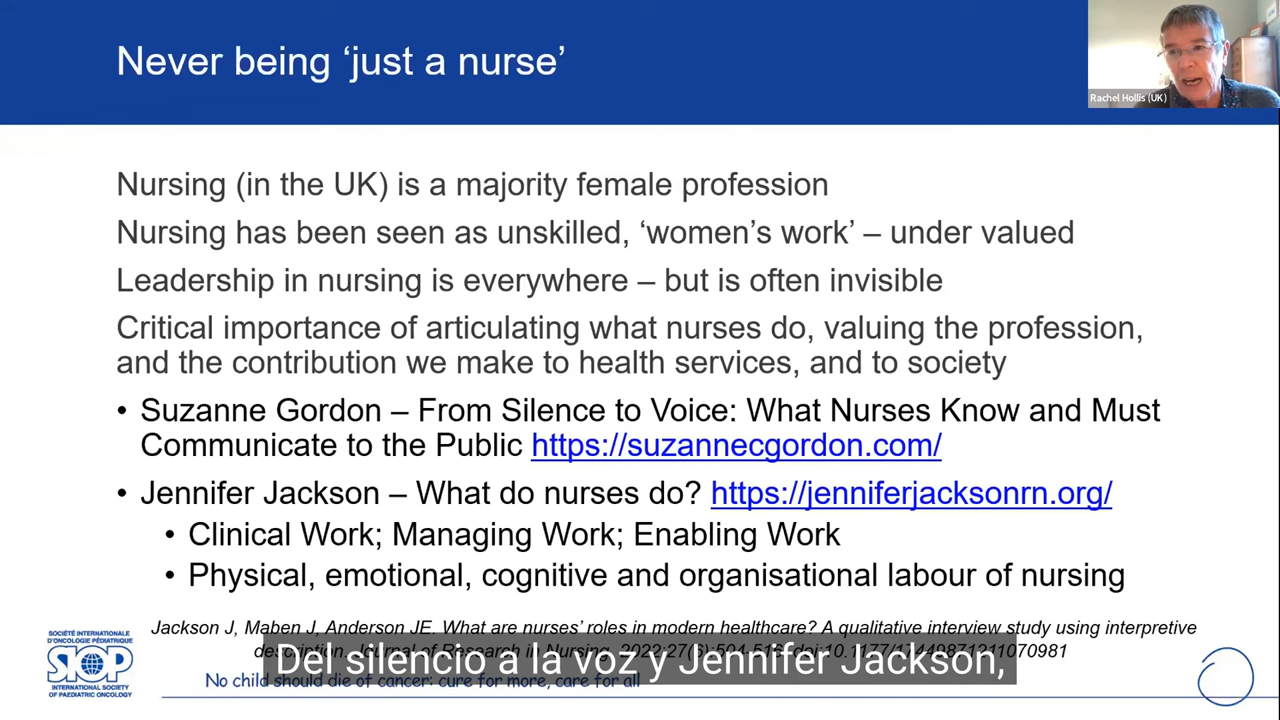 Never being ‘just a nurse’
Rachel Hollis (UK)
Nursing (in the UK) is a majority female profession
Nursing has been seen as unskilled, ‘women’s work’ – under valued
Leadership in nursing is everywhere – but is often invisible
Critical importance of articulating what nurses do, valuing the profession,
and the contribution we make to health services, and to society
• Suzanne Gordon – From Silence to Voice: What Nurses Know and Must
Communicate to the Public https://suzannecgordon.com/
• Jennifer Jackson – What do nurses do? https://jenniferjacksonrn.org/
• Clinical Work; Managing Work; Enabling Work
• Physical, emotional, cognitive and organisational labour of nursing
Jackson J, Maben J, Anderson JE. What are nurses’ roles in modern healthcare? A qualitative interview study using interpretive
description. Journal of Research in Nursing. 2022;27(6):504-516. doi:10.1177/17449871211070981
Del silencio a la voz y Jennifer Jackson,
SOCIÉTÉ INTERNATIONALE
D'ONCOLOGIE PÉDIATRIQUE
SIOP
INTERNATIONAL SOCIETY
OF PAEDIATRIC ONCOLOGY
No child should die of cancer: cure for more, care for all